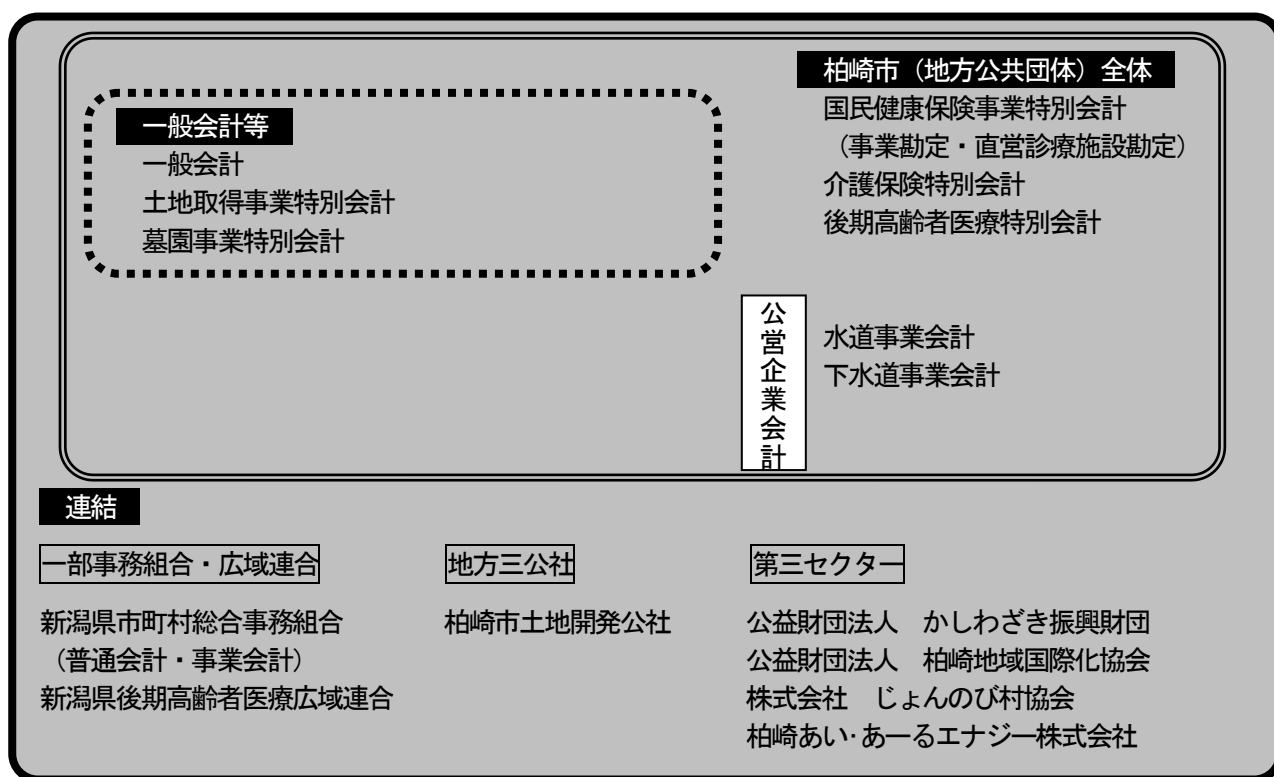 柏崎市（地方公共団体）全体
一般会計等
一般会計
土地取得事業特別会計
墓園事業特別会計
国民健康保険事業特別会計
（事業勘定・直営診療施設勘定）
介護保険特別会計
後期高齢者医療特別会計
公営企業会計
水道事業会計
下水道事業会計
連結
一部事務組合・広域連合
新潟県市町村総合事務組合
（普通会計・事業会計）
新潟県後期高齢者医療広域連合
地方三公社
柏崎市土地開発公社
第三セクター
公益財団法人　かしわざき振興財団
公益財団法人　柏崎地域国際化協会
株式会社　じょんのび村協会
柏崎あい・あーるエナジー株式会社